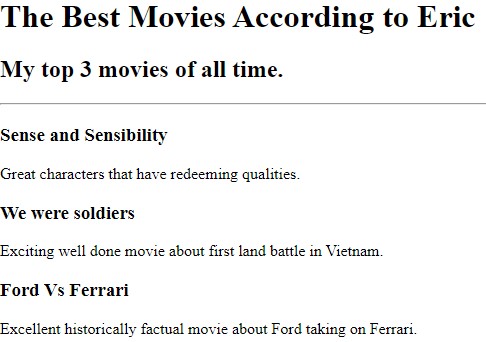 The Best Movies According to Eric
My top 3 movies of all time.
Sense and Sensibility
Great characters that have redeeming qualities.
We were soldiers
Exciting well done movie about first land battle in Vietnam.
Ford Vs Ferrari
Excellent historically factual movie about Ford taking on Ferrari.